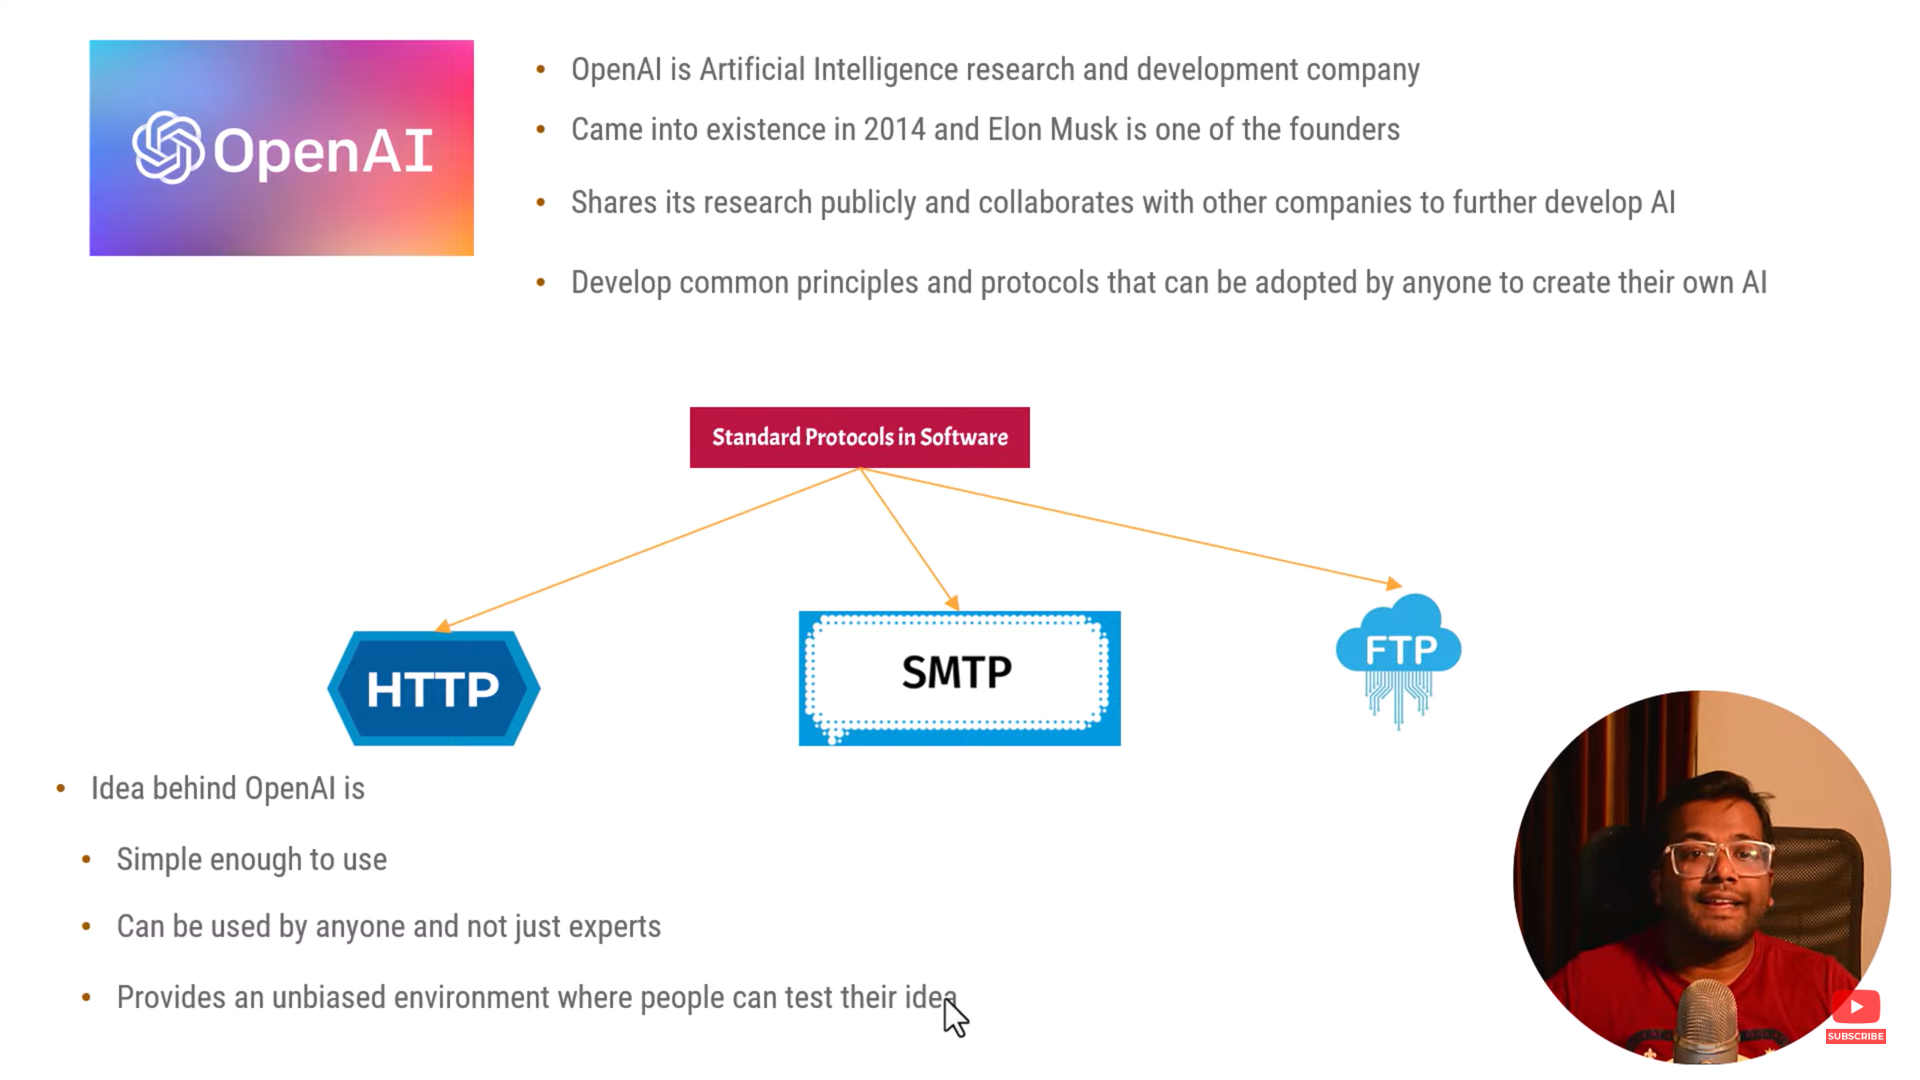 OpenAI
• OpenAI is Artificial Intelligence research and development company
• Came into existence in 2014 and Elon Musk is one of the founders
• Shares its research publicly and collaborates with other companies to further develop AI
• Develop common principles and protocols that can be adopted by anyone to create their own AI
Standard Protocols in Software
HTTP
SMTP
FTP
• Idea behind OpenAI is
• Simple enough to use
• Can be used by anyone and not just experts
• Provides an unbiased environment where people can test their idea
SUBSCRIBE